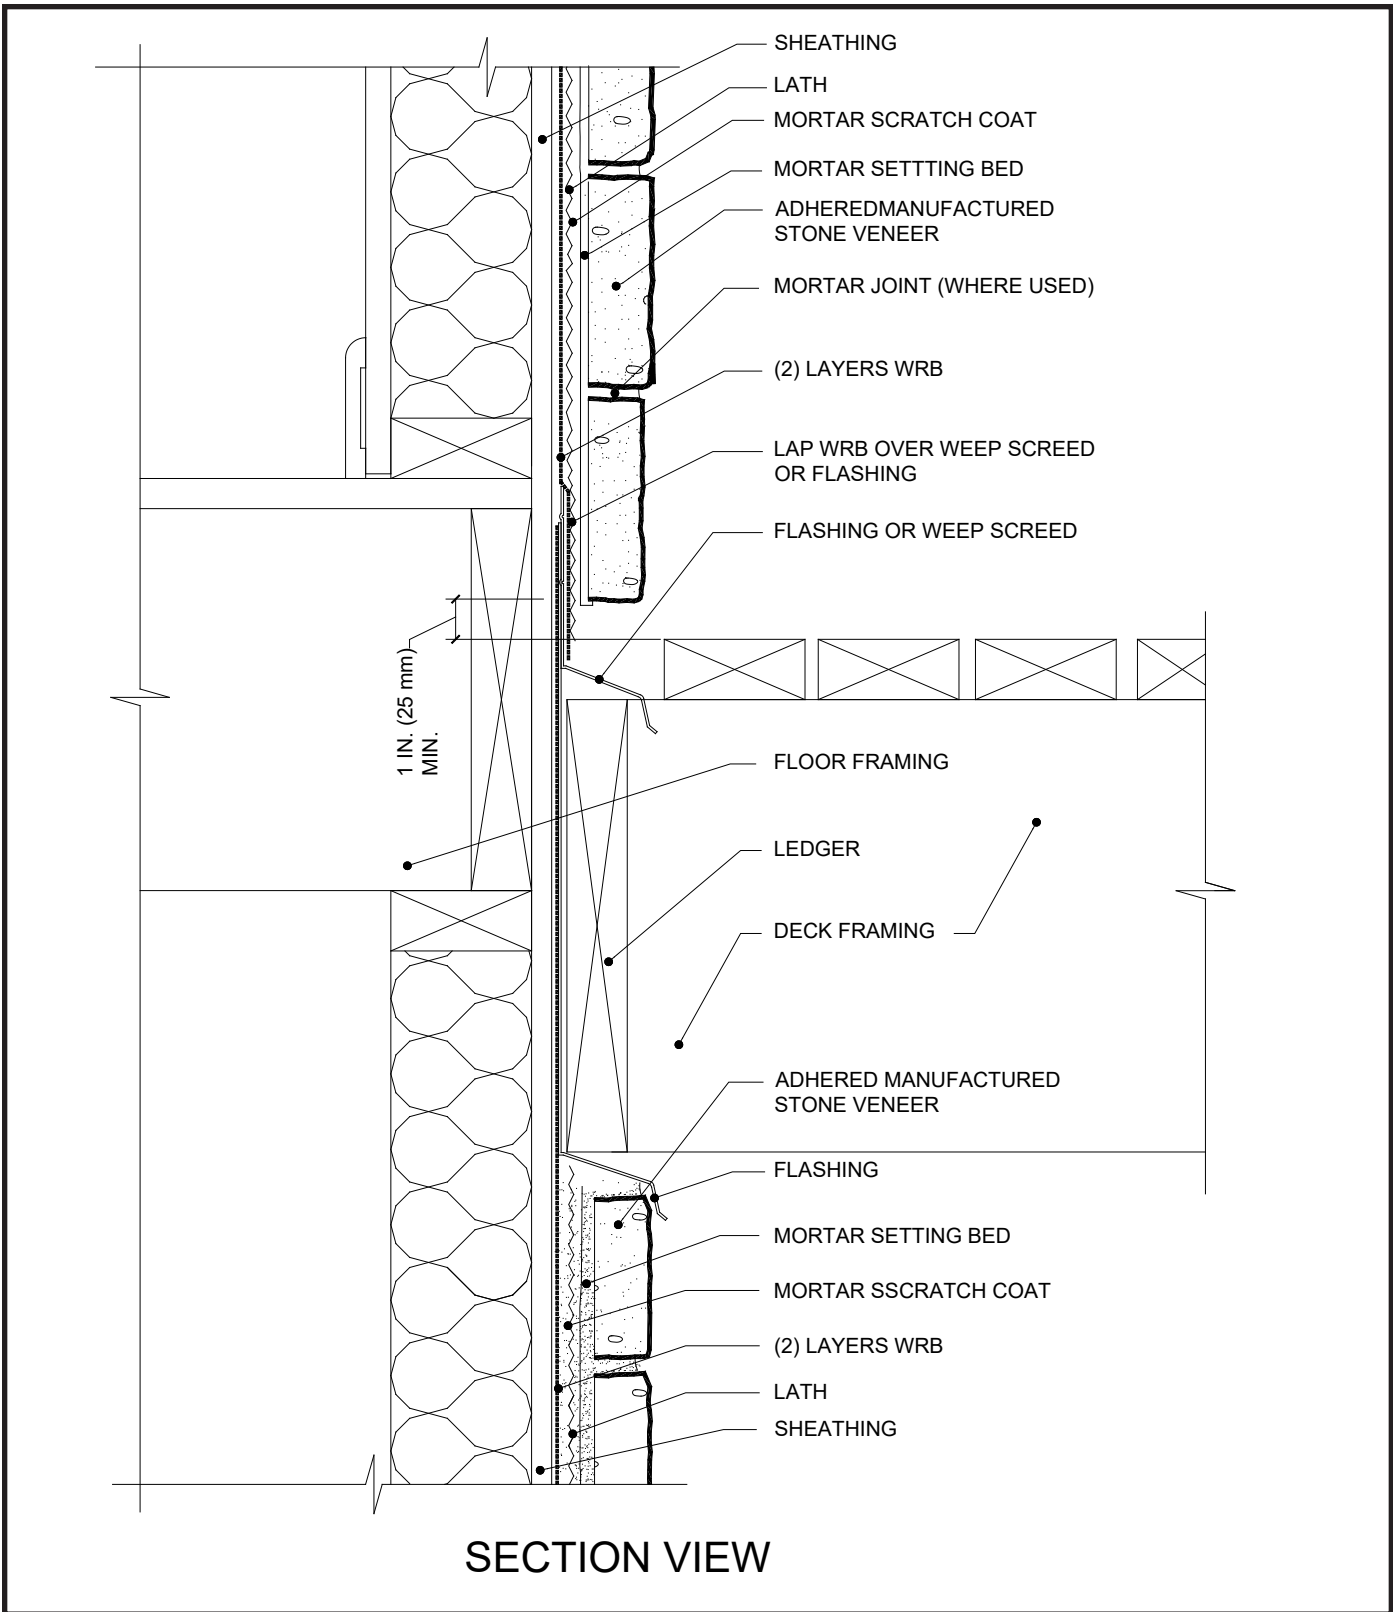 SHEATHING
LATH
MORTAR SCRATCH COAT
MORTAR SETTTING BED
ADHEREDMANUFACTURED
STONE VENEER
MORTAR JOINT (WHERE USED)
(2) LAYERS WRB
LAP WRB OVER WEEP SCREED
OR FLASHING
FLASHING OR WEEP SCREED
1 IN. (25 mm)
MIN.
FLOOR FRAMING
LEDGER
DECK FRAMING
ADHERED MANUFACTURED
STONE VENEER
FLASHING
MORTAR SETTING BED
MORTAR SSCRATCH COAT
(2) LAYERS WRB
LATH
SHEATHING
SECTION VIEW